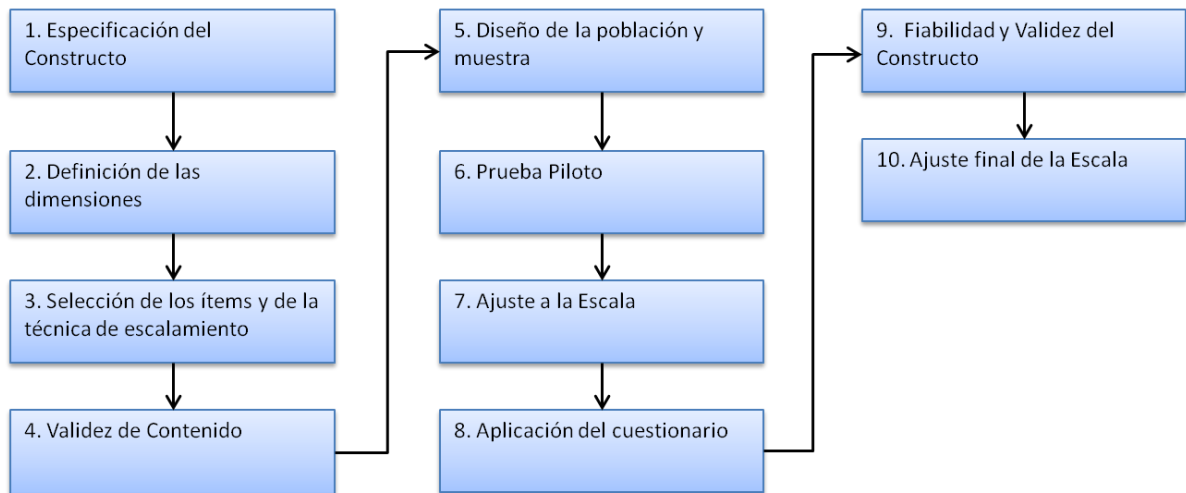 1. Especificación del
Constructo
2. Definición de las
dimensiones
3. Selección de los ítems y de la
técnica de escalamiento
4. Validez de Contenido
5. Diseño de la población y
muestra
6. Prueba Piloto
7. Ajuste a la Escala
8. Aplicación del cuestionario
9. Fiabilidad y Validez del
Constructo
10. Ajuste final de la Escala